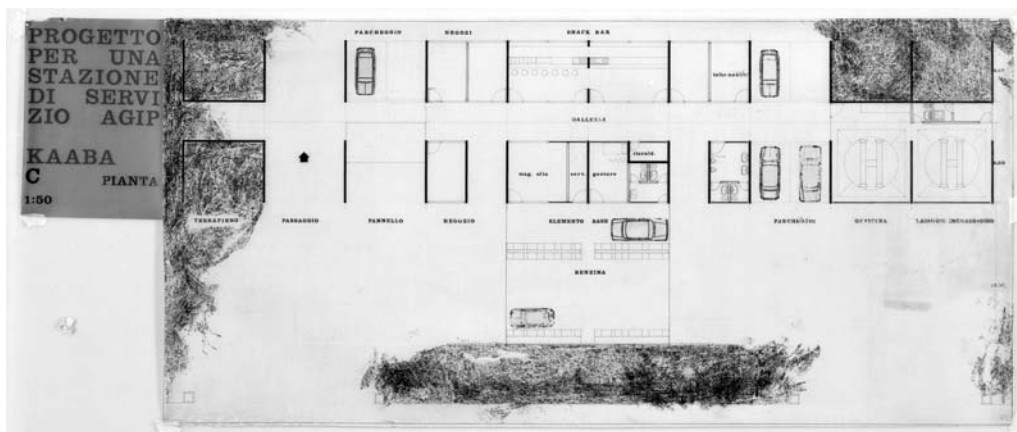 PROGETTO
PER UNA
STAZIONE
DI SERVI
ZIO AGIP
KAABA
C PIANTA
1:50
PARCHEGGIO NEGOZI SNACK BAR
GALLERIA
mag. olio serv. gestore
TERRAPIENO PASSAGGIO PANNELLO NEGOZIO ELEMENTO BASE PARCHEGGIO OFFICINA LAVAGGIO INGRASSAGGIO
BENZINA